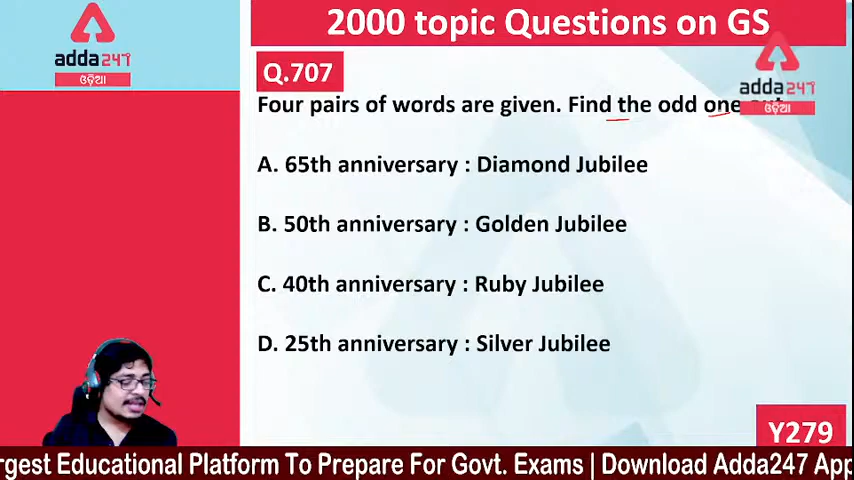 2000 topic Questions on GS
adda247
ଓଡ଼ିଆ
Q.707
adda247
ଓଡ଼ିଆ
Four pairs of words are given. Find the odd one
A. 65th anniversary : Diamond Jubilee
B. 50th anniversary : Golden Jubilee
C. 40th anniversary : Ruby Jubilee
D. 25th anniversary : Silver Jubilee
Y279
rgest Educational Platform To Prepare For Govt. Exams | Download Adda247 App